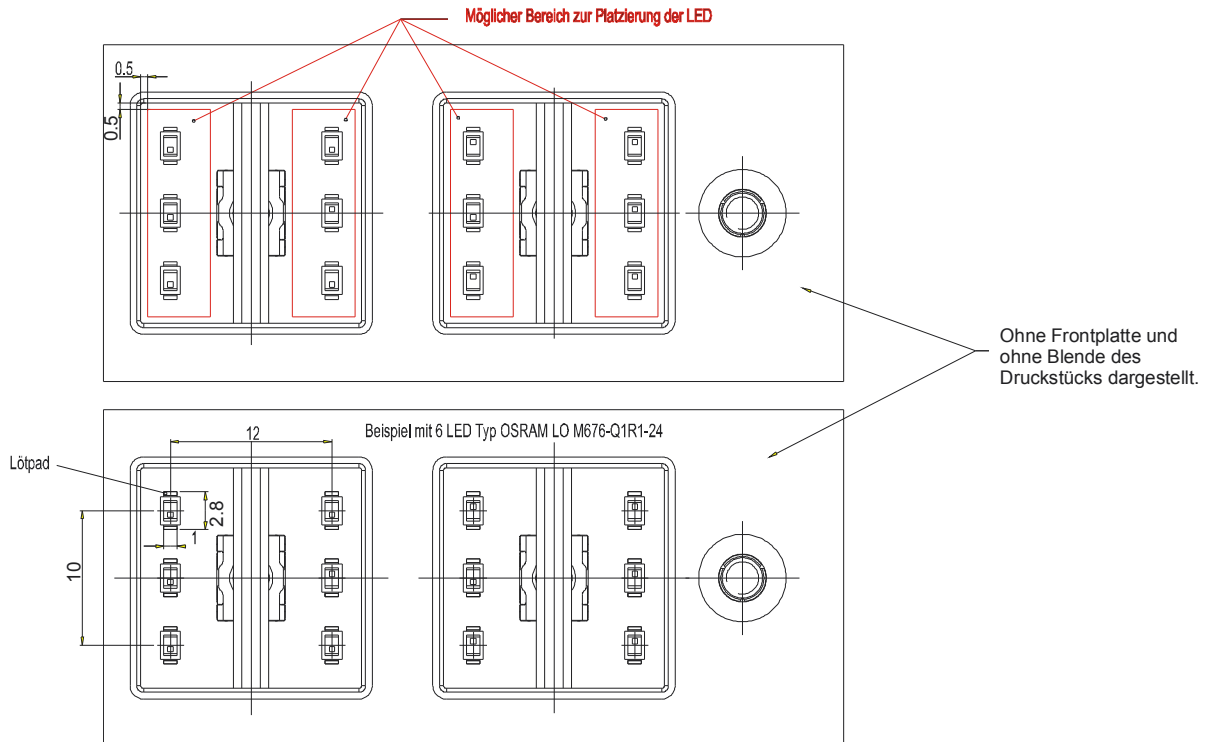 Möglicher Bereich zur Platzierung der LED
0.5
0.5
Ohne Frontplatte und
ohne Blende des
Druckstücks dargestellt.
Beispiel mit 6 LED Typ OSRAM LO M676-Q1R1-24
12
Lötpad
2.8
1
10